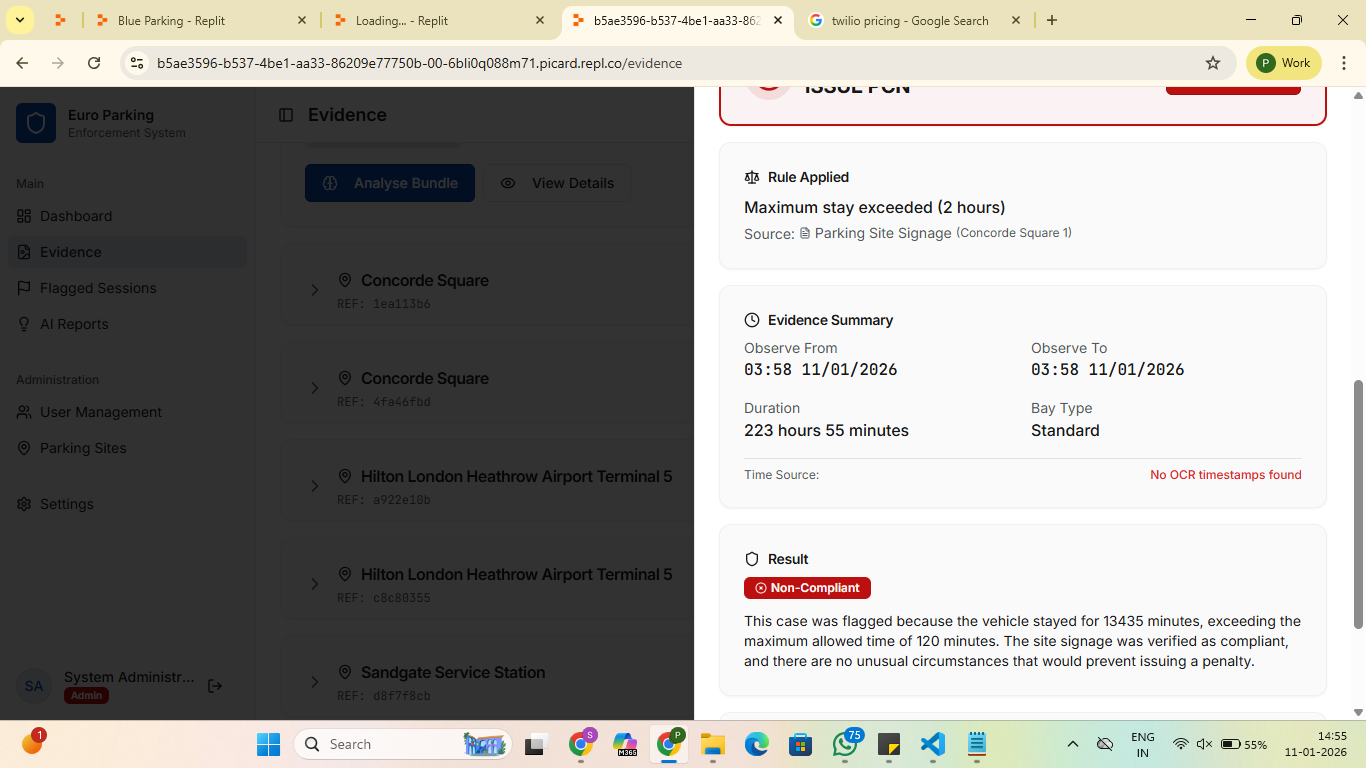 Blue Parking - Replit
Loading... - Replit
b5ae3596-b537-4be1-aa33-862
twilio pricing - Google Search
b5ae3596-b537-4be1-aa33-86209e77750b-00-6bli0q088m71.picard.repl.co/evidence
P
Work
Euro Parking
Enforcement System
Main
Dashboard
Evidence
Flagged Sessions
AI Reports
Administration
User Management
Parking Sites
Settings
SA
System Administr...
Admin
Evidence
Analyse Bundle
View Details
Concorde Square
REF: 1ea113b6
Concorde Square
REF: 4fa46fbd
Hilton London Heathrow Airport Terminal 5
REF: a922e10b
Hilton London Heathrow Airport Terminal 5
REF: c8c80355
Sandgate Service Station
REF: d8f7f8cb
ISSUE PCN
Rule Applied
Maximum stay exceeded (2 hours)
Source: Parking Site Signage (Concorde Square 1)
Evidence Summary
Observe From
Observe To
03:58 11/01/2026
03:58 11/01/2026
Duration
Bay Type
223 hours 55 minutes
Standard
Time Source:
No OCR timestamps found
Result
Non-Compliant
This case was flagged because the vehicle stayed for 13435 minutes, exceeding the
maximum allowed time of 120 minutes. The site signage was verified as compliant,
and there are no unusual circumstances that would prevent issuing a penalty.
1
Search
S
M365
P
75
ENG
IN
55%
14:55
11-01-2026